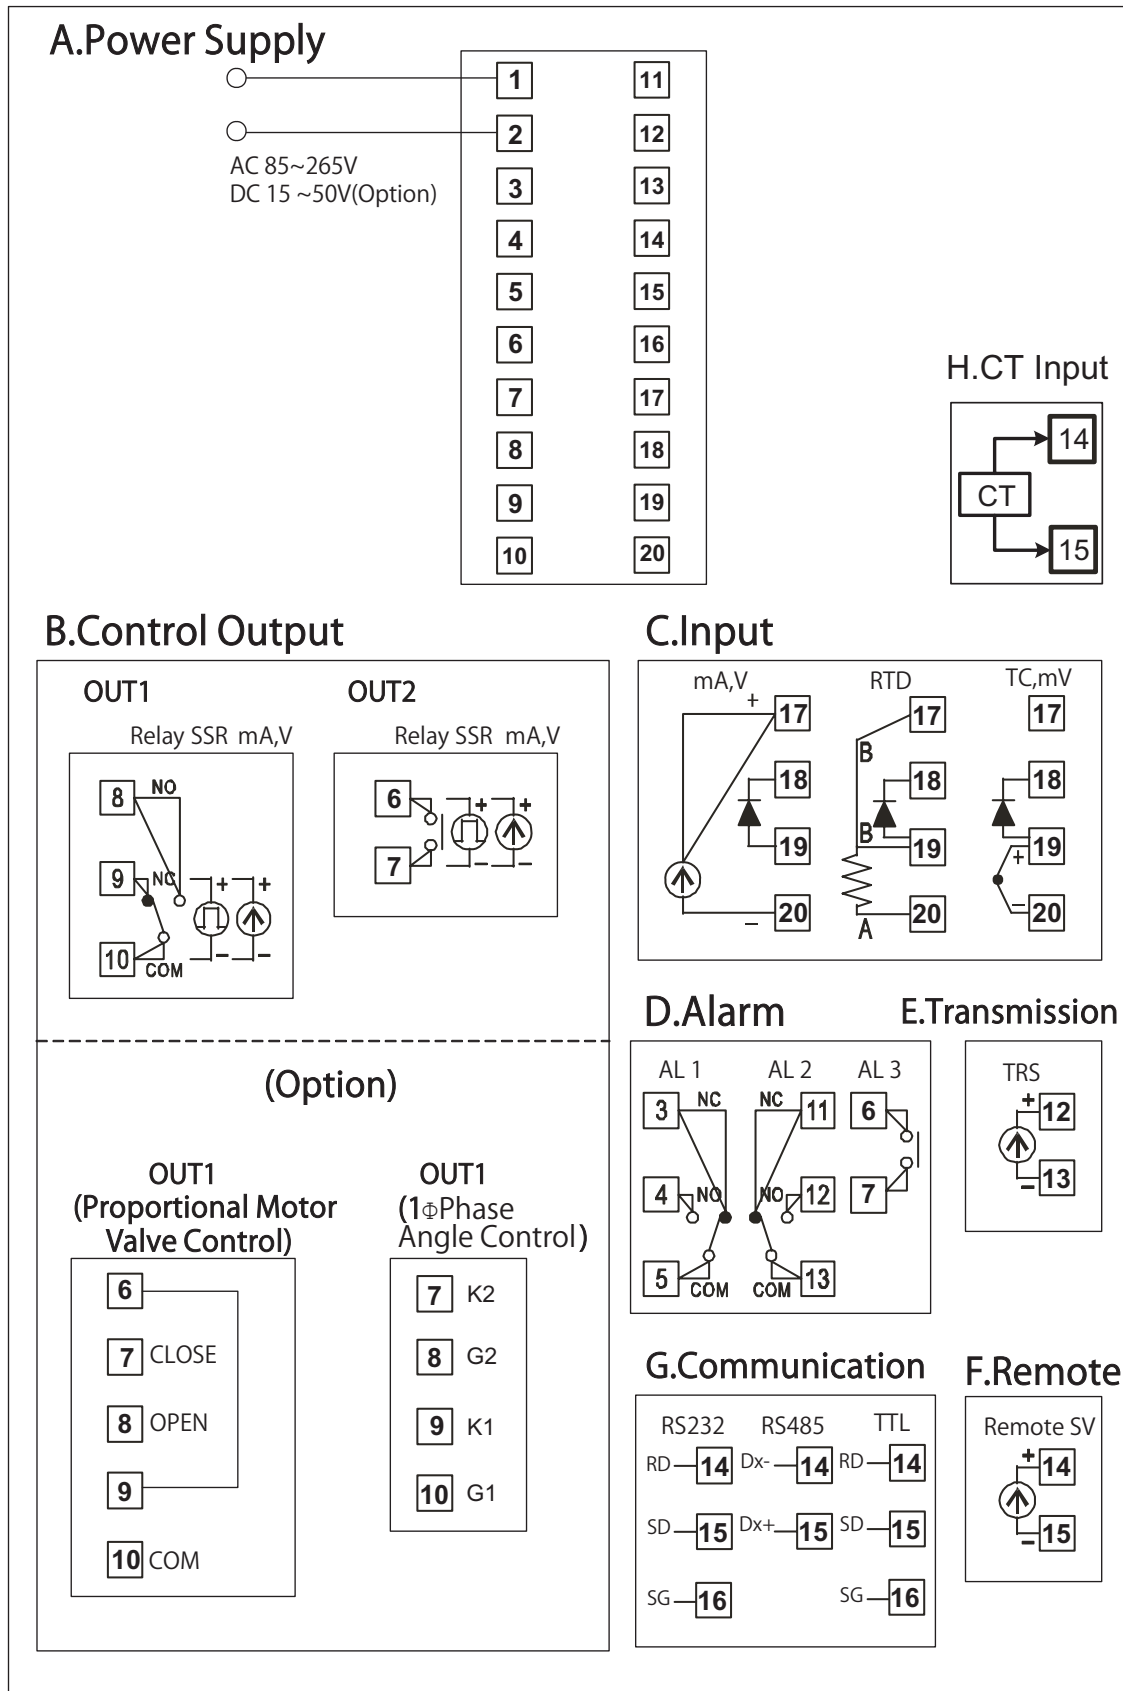 A.Power Supply
1 11
2 12
AC 85~265V
DC 15 ~50V(Option)
3 13
4 14
5 15
6 16
7 17
8 18
9 19
10 20
H.CT Input
14
CT
15
B.Control Output
OUT1 OUT2
Relay SSR mA,V Relay SSR mA,V
8 NO
9 NC + +
10 COM - -
6 + +
7 - -
C.Input
mA,V RTD TC,mV
+ 17 17 17
B
18 18 18
19 B 19 + 19
- 20 A 20 - 20
D.Alarm
AL 1 AL 2 AL 3
3 NC NC 11 6
4 NO NO 12 7
5 COM COM 13
E.Transmission
TRS
+ 12
- 13
(Option)
OUT1
(Proportional Motor
Valve Control)
6
7 CLOSE
8 OPEN
9
10 COM
OUT1
(1ΦPhase
Angle Control)
7 K2
8 G2
9 K1
10 G1
G.Communication
RS232 RS485 TTL
RD 14 Dx- 14 RD 14
SD 15 Dx+ 15 SD 15
SG 16 SG 16
F.Remote
Remote SV
+ 14
- 15